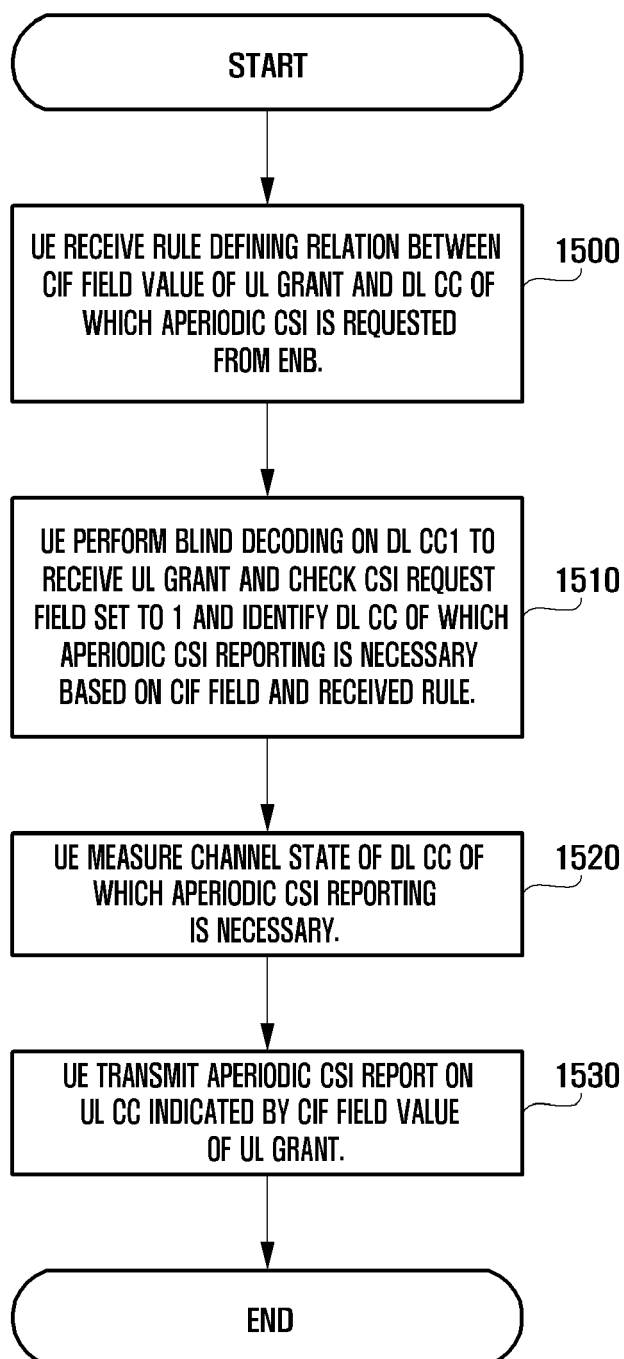 START
UE RECEIVE RULE DEFINING RELATION BETWEEN
CIF FIELD VALUE OF UL GRANT AND DL CC OF
WHICH APERIODIC CSI IS REQUESTED
FROM ENB.
1500
UE PERFORM BLIND DECODING ON DL CC1 TO
RECEIVE UL GRANT AND CHECK CSI REQUEST
FIELD SET TO 1 AND IDENTIFY DL CC OF WHICH
APERIODIC CSI REPORTING IS NECESSARY
BASED ON CIF FIELD AND RECEIVED RULE.
1510
UE MEASURE CHANNEL STATE OF DL CC OF
WHICH APERIODIC CSI REPORTING
IS NECESSARY.
1520
UE TRANSMIT APERIODIC CSI REPORT ON
UL CC INDICATED BY CIF FIELD VALUE
OF UL GRANT.
1530
END